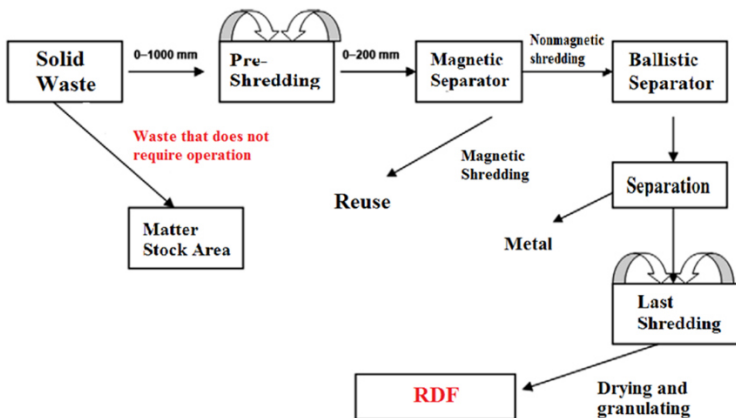 Solid
Waste
0–1000 mm
Pre-
Shredding
0–200 mm
Magnetic
Separator
Nonmagnetic
shredding
Ballistic
Separator
Waste that does not
require operation
Magnetic
Shredding
Reuse
Separation
Matter
Stock Area
Metal
Last
Shredding
RDF
Drying and
granulating